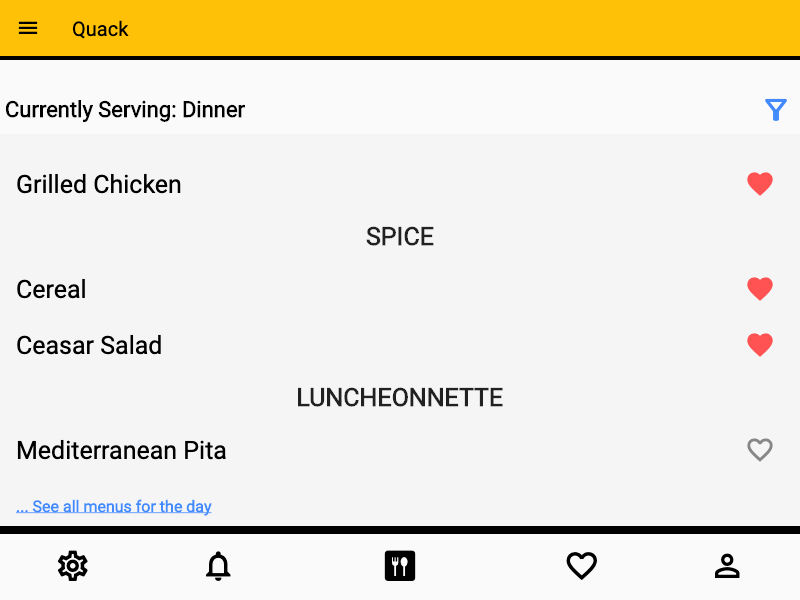 Quack
Currently Serving: Dinner
Grilled Chicken
SPICE
Cereal
Ceasar Salad
LUNCHEONNETTE
Mediterranean Pita
... See all menus for the day